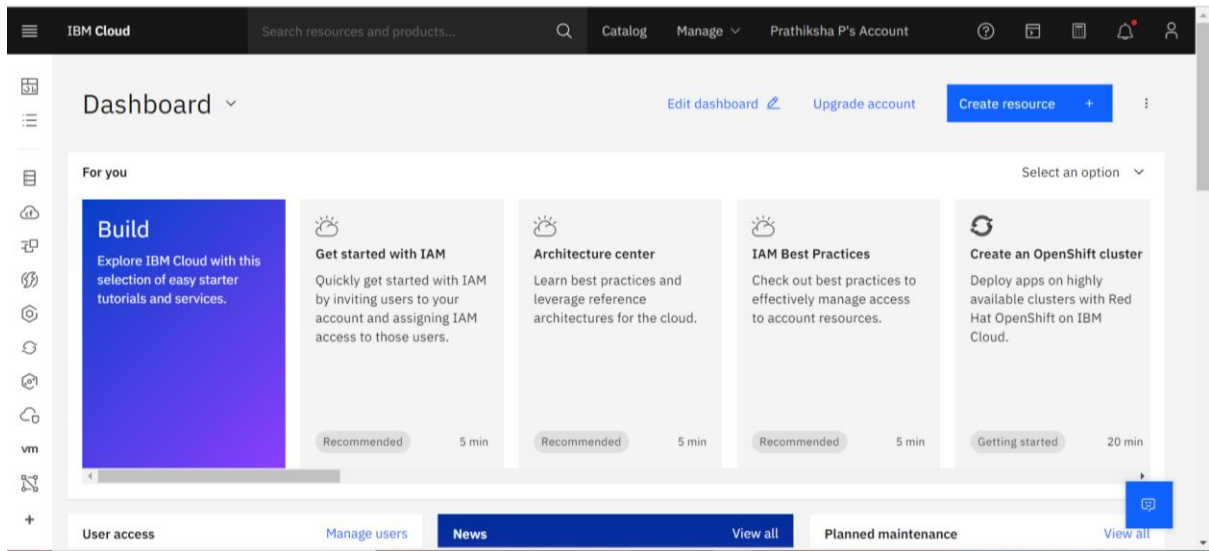 IBM Cloud
Search resources and products...
Catalog
Manage
Prathiksha P's Account
Dashboard
Edit dashboard
Upgrade account
Create resource +
For you
Select an option
Build
Explore IBM Cloud with this
selection of easy starter
tutorials and services.
Get started with IAM
Quickly get started with IAM
by inviting users to your
account and assigning IAM
access to those users.
Recommended
5 min
Architecture center
Learn best practices and
leverage reference
architectures for the cloud.
Recommended
5 min
IAM Best Practices
Check out best practices to
effectively manage access
to account resources.
Recommended
5 min
Create an OpenShift cluster
Deploy apps on highly
available clusters with Red
Hat OpenShift on IBM
Cloud.
Getting started
20 min
vm
+
User access
Manage users
News
View all
Planned maintenance
View all